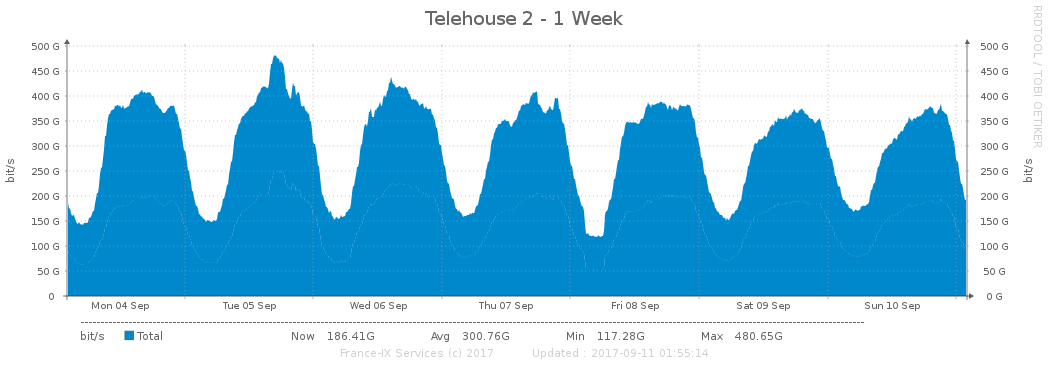 Telehouse 2 - 1 Week
RRDTOOL / TOBI OETIKER
500 G 500 G
450 G 450 G
400 G 400 G
350 G 350 G
300 G 300 G
250 G 250 G
200 G 200 G
150 G 150 G
100 G 100 G
50 G 50 G
0 0 G
bit/s bit/s
Mon 04 Sep Tue 05 Sep Wed 06 Sep Thu 07 Sep Fri 08 Sep Sat 09 Sep Sun 10 Sep
bit/s Total Now 186.41G Avg 300.76G Min 117.28G Max 480.65G
France-IX Services (c) 2017 Updated : 2017-09-11 01:55:14